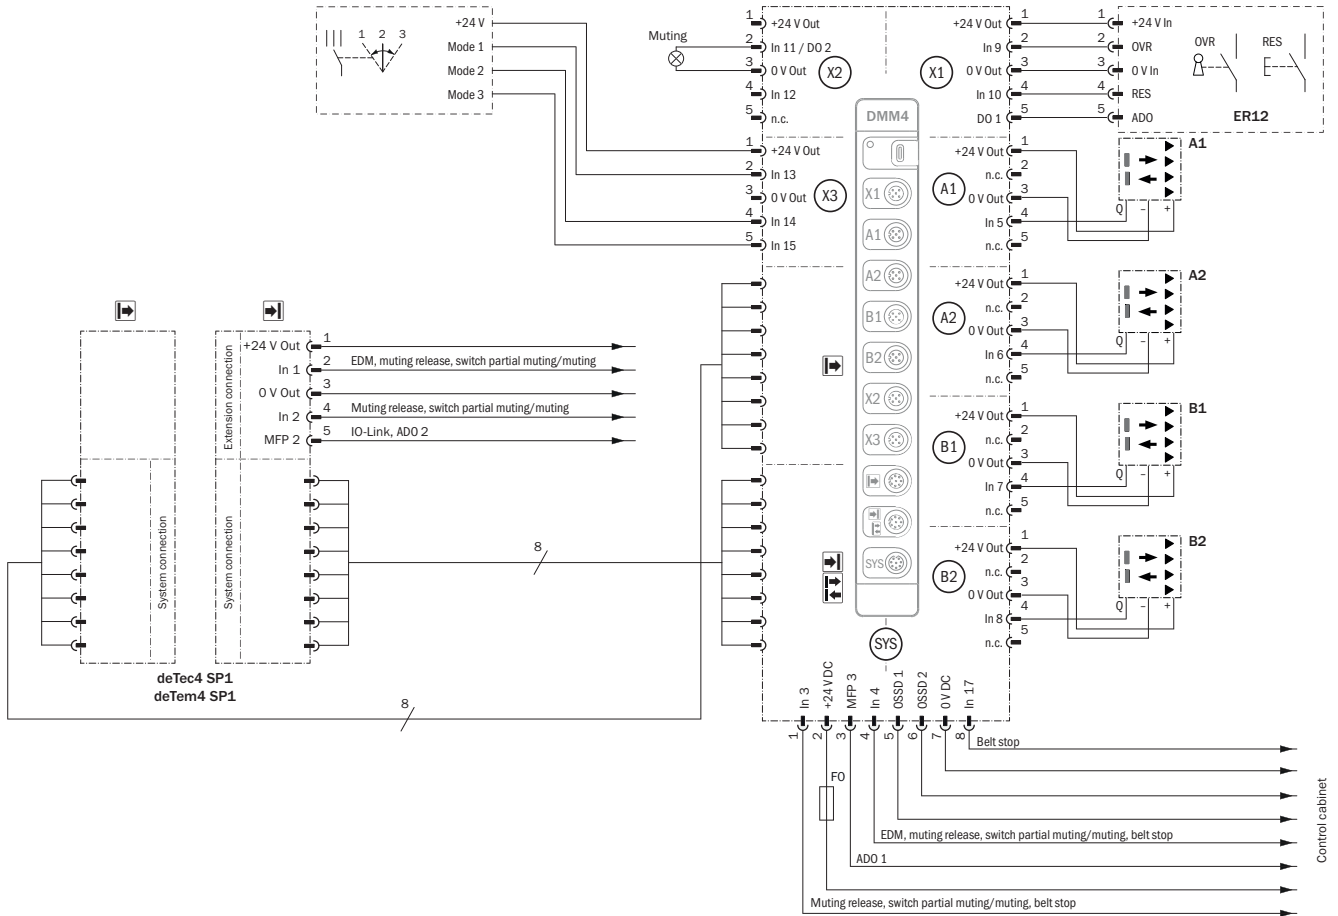 +24 V
Mode 1
Mode 2
Mode 3
1 2 3
Muting
1 +24 V Out
2 In 11 / DO 2
3 0 V Out
4 In 12
5 n.c.
X2
1 +24 V Out
2 In 13
3 0 V Out
4 In 14
5 In 15
X3
DMM4
X1
A1
A2
B1
B2
X2
X3
SYS
SYS
X1
+24 V Out 1
In 9 2
0 V Out 3
In 10 4
DO 1 5
1 +24 V In
2 OVR
3 0 V In
4 RES
5 ADO
OVR
RES
ER12
A1
+24 V Out 1
n.c. 2
0 V Out 3
In 5 4
n.c. 5
A1
Q – +
A2
+24 V Out 1
n.c. 2
0 V Out 3
In 6 4
n.c. 5
A2
Q – +
B1
+24 V Out 1
n.c. 2
0 V Out 3
In 7 4
n.c. 5
B1
Q – +
B2
+24 V Out 1
n.c. 2
0 V Out 3
In 8 4
n.c. 5
B2
Q – +
Extension connection
+24 V Out 1
In 1 2 EDM, muting release, switch partial muting/muting
0 V Out 3
In 2 4 Muting release, switch partial muting/muting
MFP 2 5 IO-Link, ADO 2
System connection
System connection
deTec4 SP1
deTem4 SP1
8
8
In 3
+24 V DC
MFP 3
In 4
OSSD 1
OSSD 2
0 V DC
In 17
1 2 3 4 5 6 7 8
Belt stop
F0
EDM, muting release, switch partial muting/muting, belt stop
ADO 1
Muting release, switch partial muting/muting, belt stop
Control cabinet